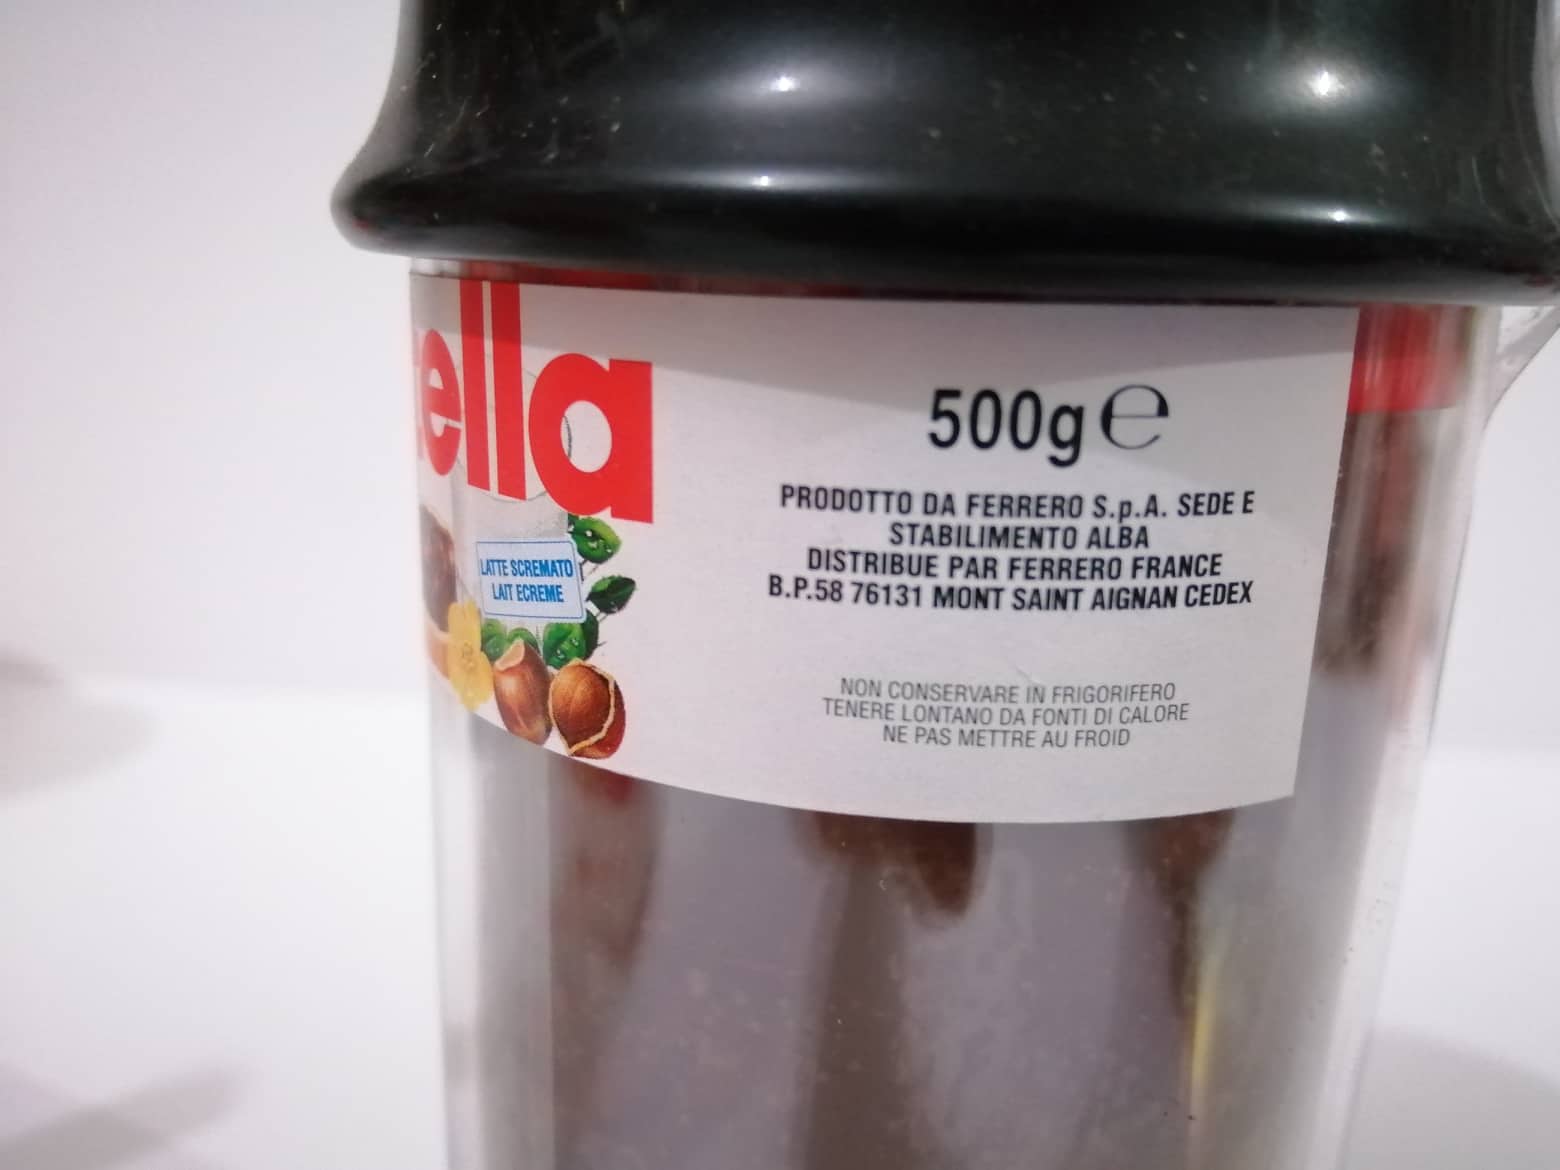 tella
LATTE SCREMATO
LAIT ECREME
500g ℮
PRODOTTO DA FERRERO S.p.A. SEDE E
STABILIMENTO ALBA
DISTRIBUE PAR FERRERO FRANCE
B.P.58 76131 MONT SAINT AIGNAN CEDEX
NON CONSERVARE IN FRIGORIFERO
TENERE LONTANO DA FONTI DI CALORE
NE PAS METTRE AU FROID